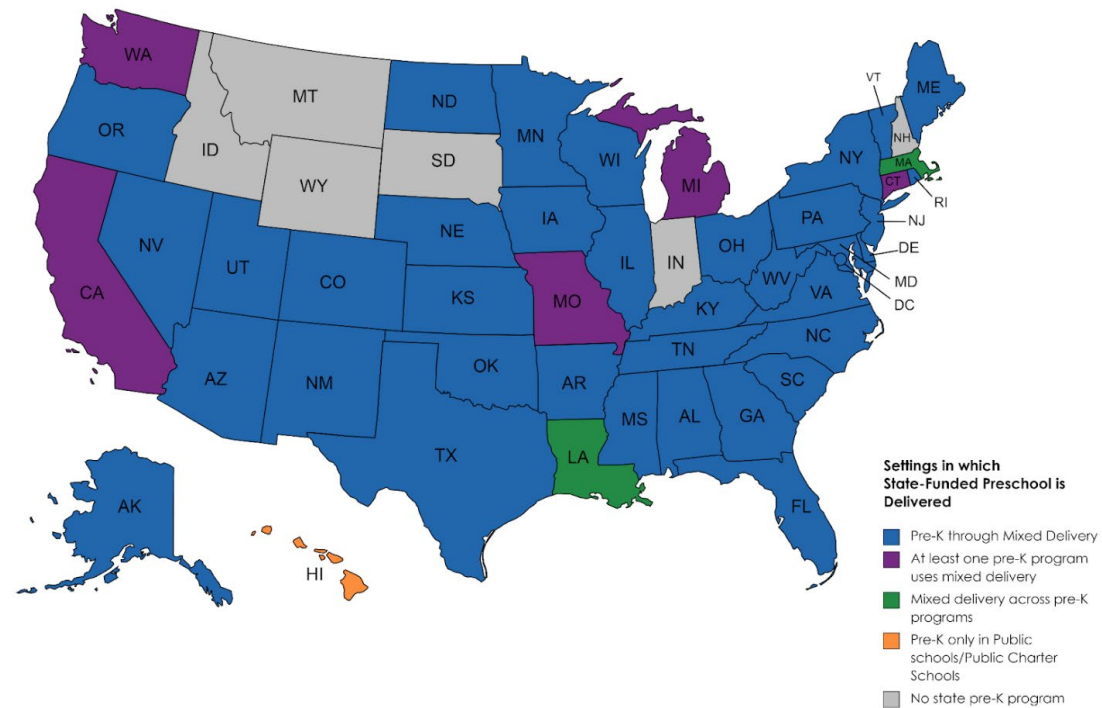 WA
MT
ND
VT
ME
OR
MN
ID
SD
WI
NY
NH
MA
WY
MI
CT
RI
IA
PA
NJ
NE
NV
OH
DE
UT
IL
IN
WV
MD
CO
VA
CA
KS
MO
KY
DC
NC
TN
OK
AZ
NM
AR
SC
MS
AL
GA
TX
LA
AK
FL
HI
Settings in which
State-Funded Preschool is
Delivered
Pre-K through Mixed Delivery
At least one pre-K program
uses mixed delivery
Mixed delivery across pre-K
programs
Pre-K only in Public
schools/Public Charter
Schools
No state pre-K program